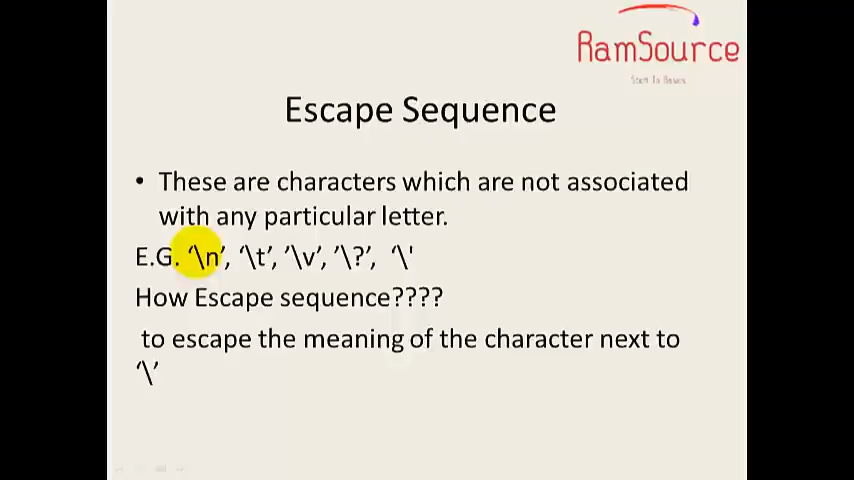 RamSource
Escape Sequence
• These are characters which are not associated
with any particular letter.
E.G. ‘\n’, ‘\t’, ’\v’, ’\?’, ‘\'
How Escape sequence????
to escape the meaning of the character next to
‘\’